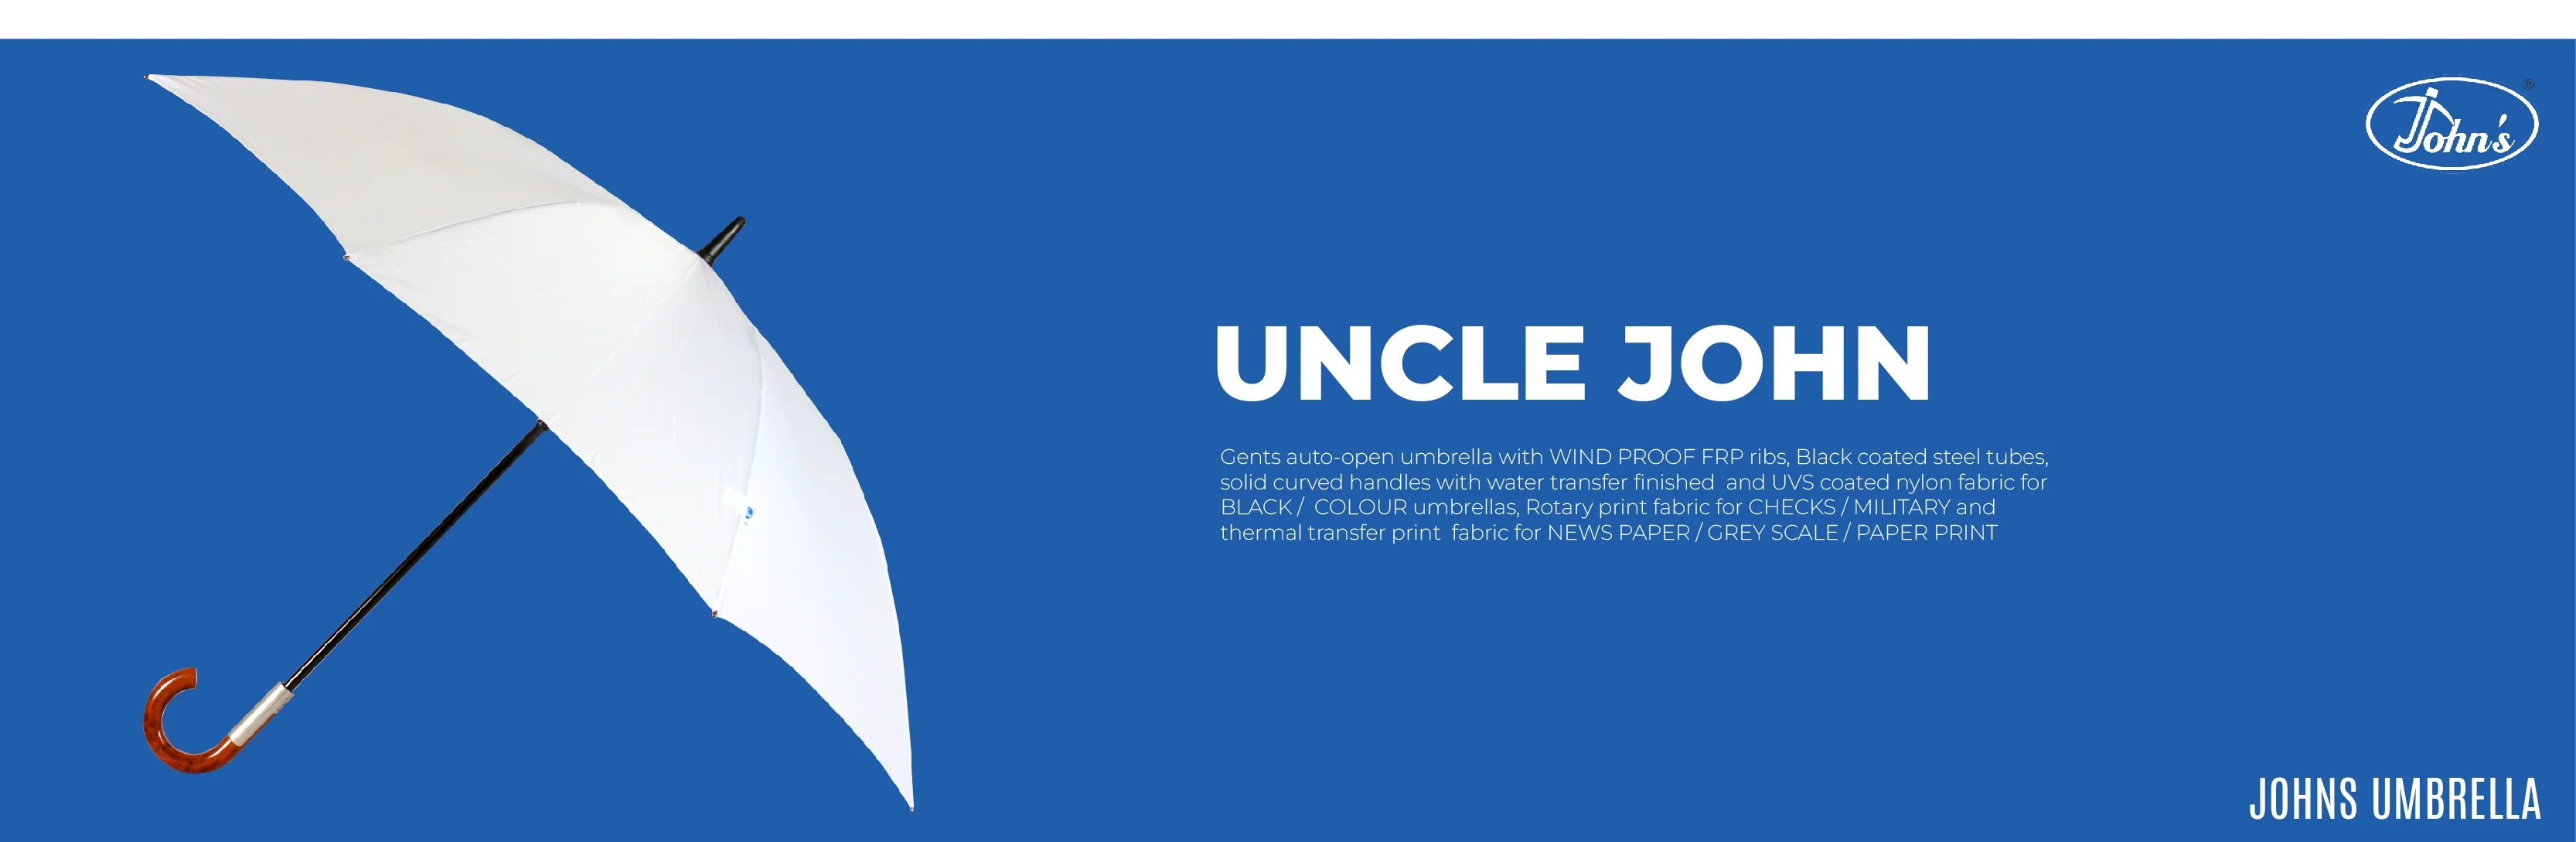 John's
®
UNCLE JOHN
Gents auto-open umbrella with WIND PROOF FRP ribs, Black coated steel tubes,
solid curved handles with water transfer finished  and UVS coated nylon fabric for
BLACK /  COLOUR umbrellas, Rotary print fabric for CHECKS / MILITARY and
thermal transfer print  fabric for NEWS PAPER / GREY SCALE / PAPER PRINT
JOHNS UMBRELLA